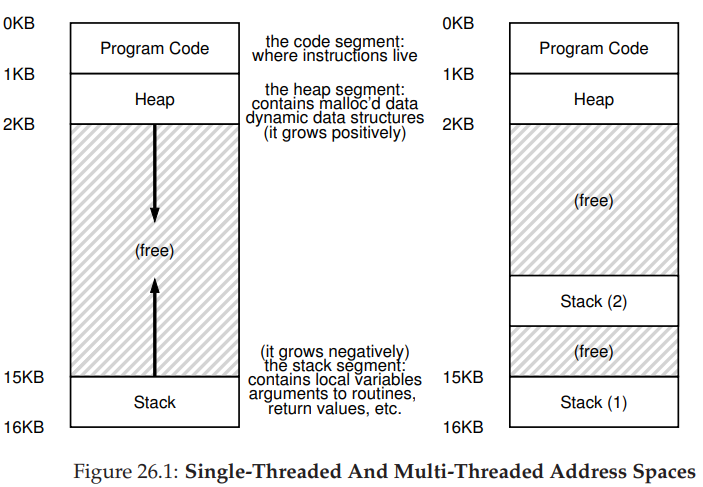 0KB
Program Code
the code segment:
where instructions live
1KB
Heap
the heap segment:
contains malloc'd data
dynamic data structures
(it grows positively)
2KB
(free)
(it grows negatively)
the stack segment:
contains local variables
arguments to routines,
return values, etc.
15KB
Stack
16KB
0KB
Program Code
1KB
Heap
2KB
(free)
Stack (2)
(free)
15KB
Stack (1)
16KB
Figure 26.1: Single-Threaded And Multi-Threaded Address Spaces